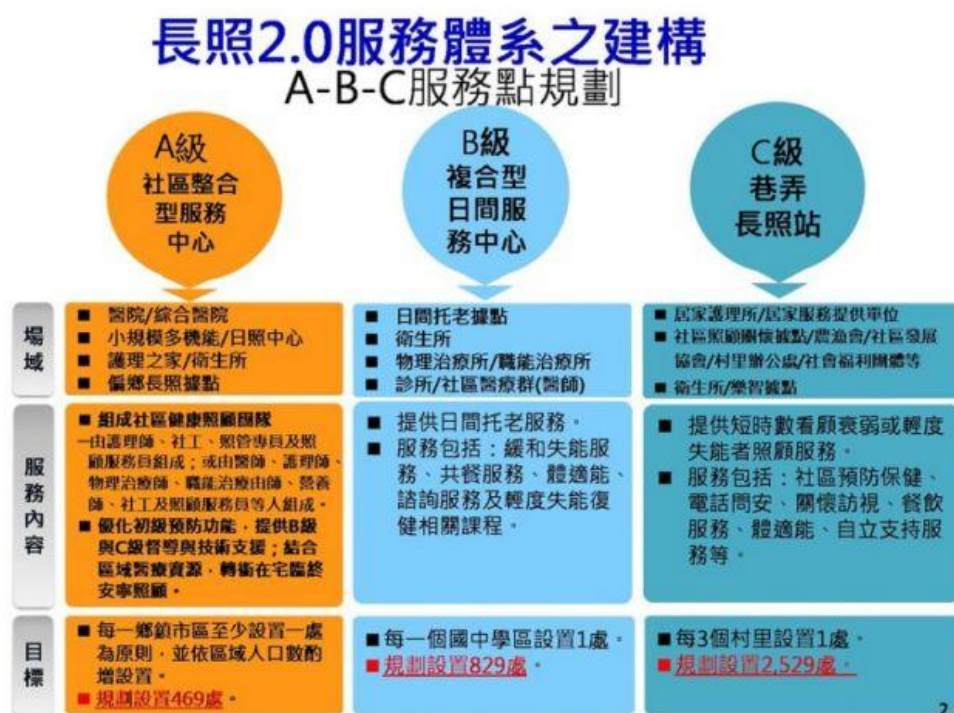 長照2.0服務體系之建構
A-B-C服務點規劃
A級
社區整合
型服務
中心
B級
複合型
日間服
務中心
C級
巷弄
長照站
場域
■ 醫院/綜合醫院
■ 小規模多機能/日照中心
■ 護理之家/衛生所
■ 偏鄉長照據點
■ 日間托老據點
■ 衛生所
■ 物理治療所/職能治療所
■ 診所/社區醫療群(醫師)
■ 居家護理所/居家服務提供單位
■ 社區照顧關懷據點/農漁會/社區發展
協會/村里辦公處/社會福利團體等
■ 衛生所/樂智據點
服務內容
■ 組成社區健康照顧團隊
—由護理師、社工、照管專員及照
顧服務員組成；或由醫師、護理師、
物理治療師、職能治療由師、營養
師、社工及照顧服務員等人組成。
■ 優化初級預防功能，提供B級
與C級督導與技術支援；結合
區域醫療資源，轉銜在宅臨終
安寧照顧。
■ 提供日間托老服務。
■ 服務包括：緩和失能服
務、共餐服務、體適能、
諮詢服務及輕度失能復
健相關課程。
■ 提供短時數看顧衰弱或輕度
失能者照顧服務。
■ 服務包括：社區預防保健、
電話問安、關懷訪視、餐飲
服務、體適能、自立支持服
務等。
目標
■ 每一鄉鎮市區至少設置一處
為原則，並依區域人口數酌
增設置。
■ 規劃設置469處。
■ 每一個國中學區設置1處。
■ 規劃設置829處。
■ 每3個村里設置1處。
■ 規劃設置2,529處。
2